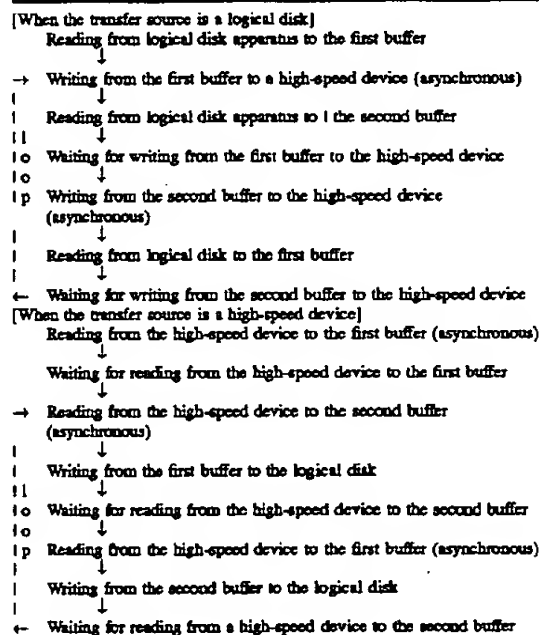 [When the transfer source is a logical disk]
Reading from logical disk apparatus to the first buffer
↓
→ Writing from the first buffer to a high-speed device (asynchronous)
| ↓
| Reading from logical disk apparatus to l the second buffer
| l ↓
| o Waiting for writing from the first buffer to the high-speed device
| o ↓
| p Writing from the second buffer to the high-speed device
(asynchronous)
| ↓
| Reading from logical disk to the first buffer
| ↓
← Waiting for writing from the second buffer to the high-speed device
[When the transfer source is a high-speed device]
Reading from the high-speed device to the first buffer (asynchronous)
↓
Waiting for reading from the high-speed device to the first buffer
↓
→ Reading from the high-speed device to the second buffer
(asynchronous)
| ↓
| Writing from the first buffer to the logical disk
| l ↓
| o Waiting for reading from the high-speed device to the second buffer
| o ↓
| p Reading from the high-speed device to the first buffer (asynchronous)
| ↓
| Writing from the second buffer to the logical disk
| ↓
← Waiting for reading from a high-speed device to the second buffer